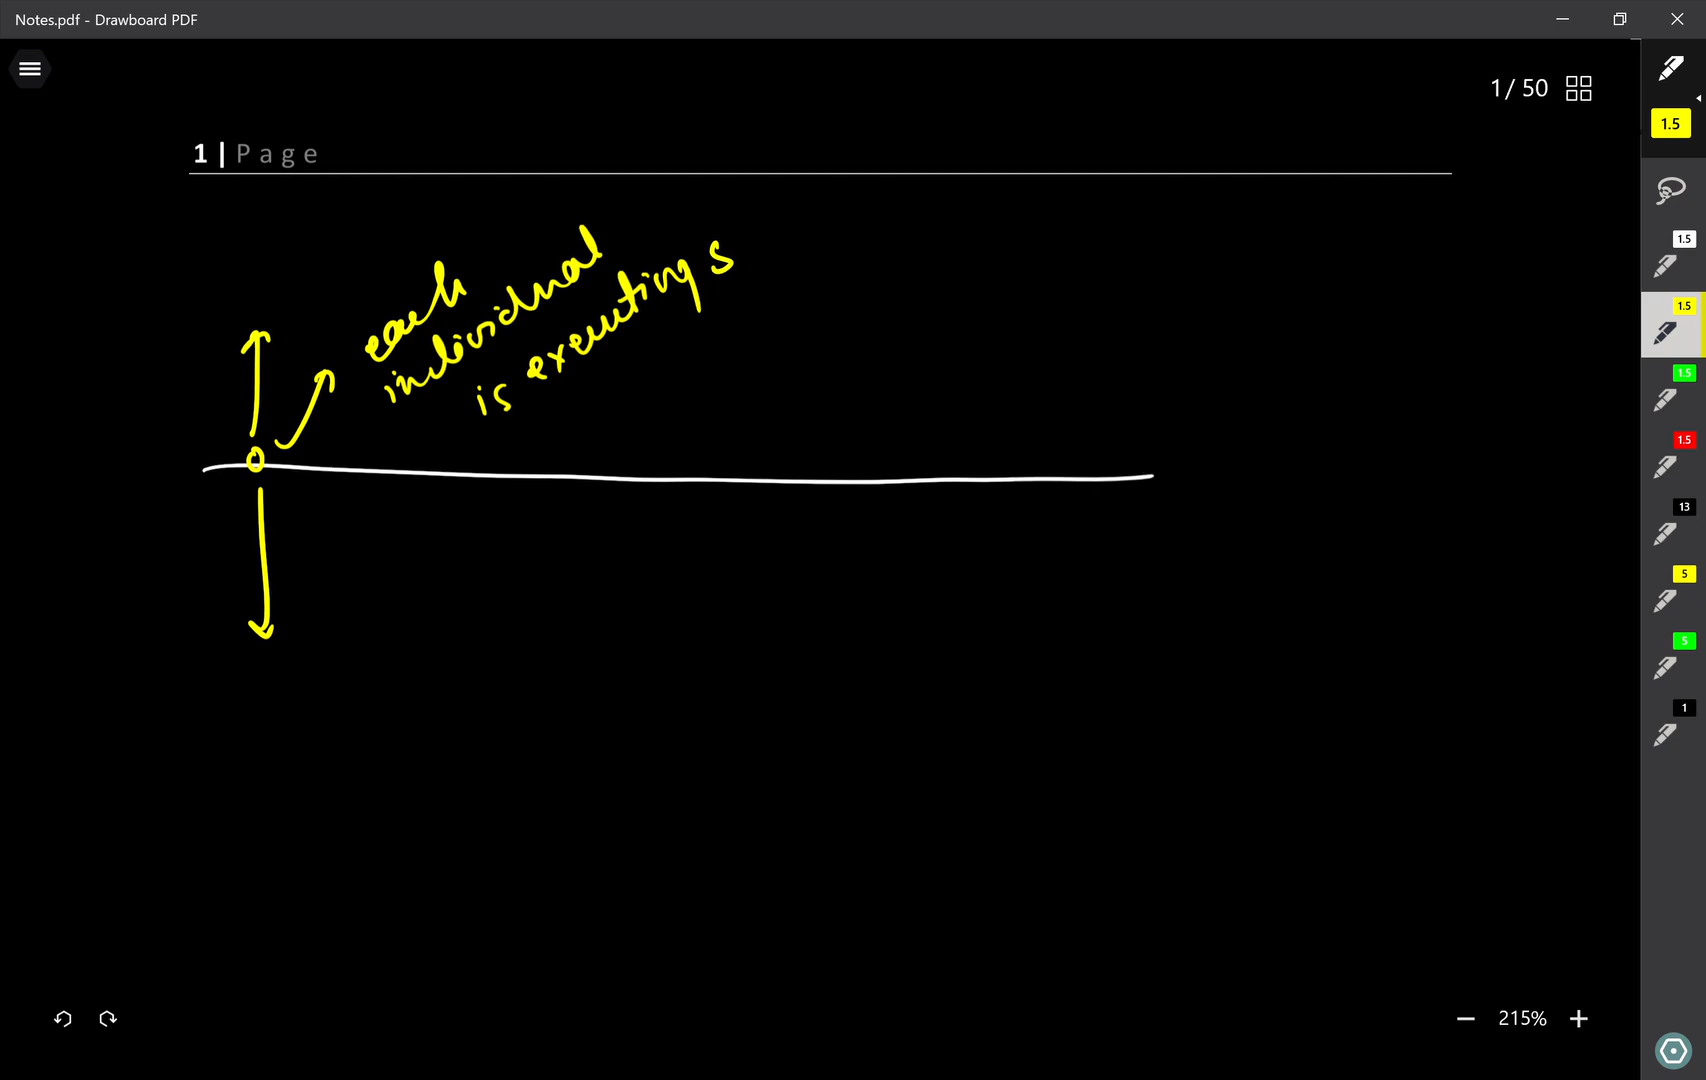 Notes.pdf - Drawboard PDF
1 / 50
1.5
1 | Page
1.5
each
individual
is executing s
1.5
1.5
1.5
13
5
5
1
215%